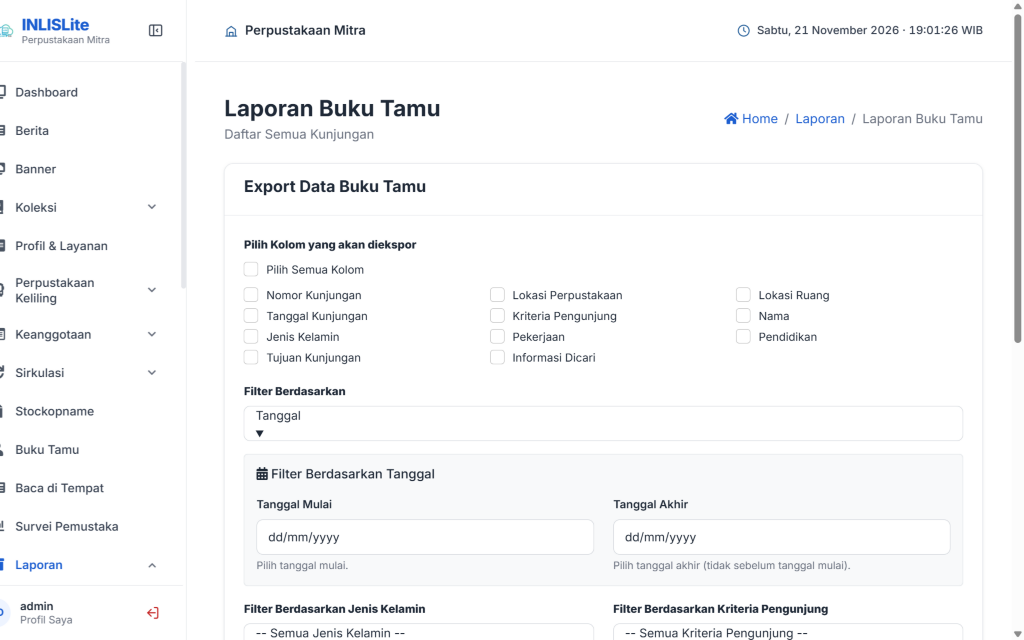 INLISLite
Perpustakaan Mitra
Perpustakaan Mitra
Sabtu, 21 November 2026 · 19:01:26 WIB
Dashboard
Berita
Banner
Koleksi
Profil & Layanan
Perpustakaan
Keliling
Keanggotaan
Sirkulasi
Stockopname
Buku Tamu
Baca di Tempat
Survei Pemustaka
Laporan
admin
Profil Saya
Laporan Buku Tamu
Daftar Semua Kunjungan
Home / Laporan / Laporan Buku Tamu
Export Data Buku Tamu
Pilih Kolom yang akan diekspor
Pilih Semua Kolom
Nomor Kunjungan
Lokasi Perpustakaan
Lokasi Ruang
Tanggal Kunjungan
Kriteria Pengunjung
Nama
Jenis Kelamin
Pekerjaan
Pendidikan
Tujuan Kunjungan
Informasi Dicari
Filter Berdasarkan
Tanggal
Filter Berdasarkan Tanggal
Tanggal Mulai
Tanggal Akhir
dd/mm/yyyy
dd/mm/yyyy
Pilih tanggal mulai.
Pilih tanggal akhir (tidak sebelum tanggal mulai).
Filter Berdasarkan Jenis Kelamin
Filter Berdasarkan Kriteria Pengunjung
-- Semua Jenis Kelamin --
-- Semua Kriteria Pengunjung --